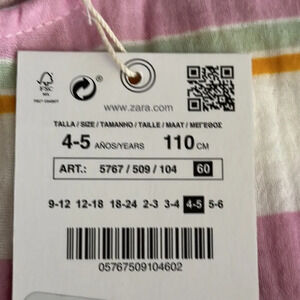 FSC
www.zara.com
TALLA / SIZE / TAMANHO / TAILLE / MAAT / ΜΕΓΕΘΟΣ
4-5 AÑOS/YEARS 110 CM
ART.: 5767 / 509 / 104 60
9-12 12-18 18-24 2-3 3-4 4-5 5-6
05767509104602